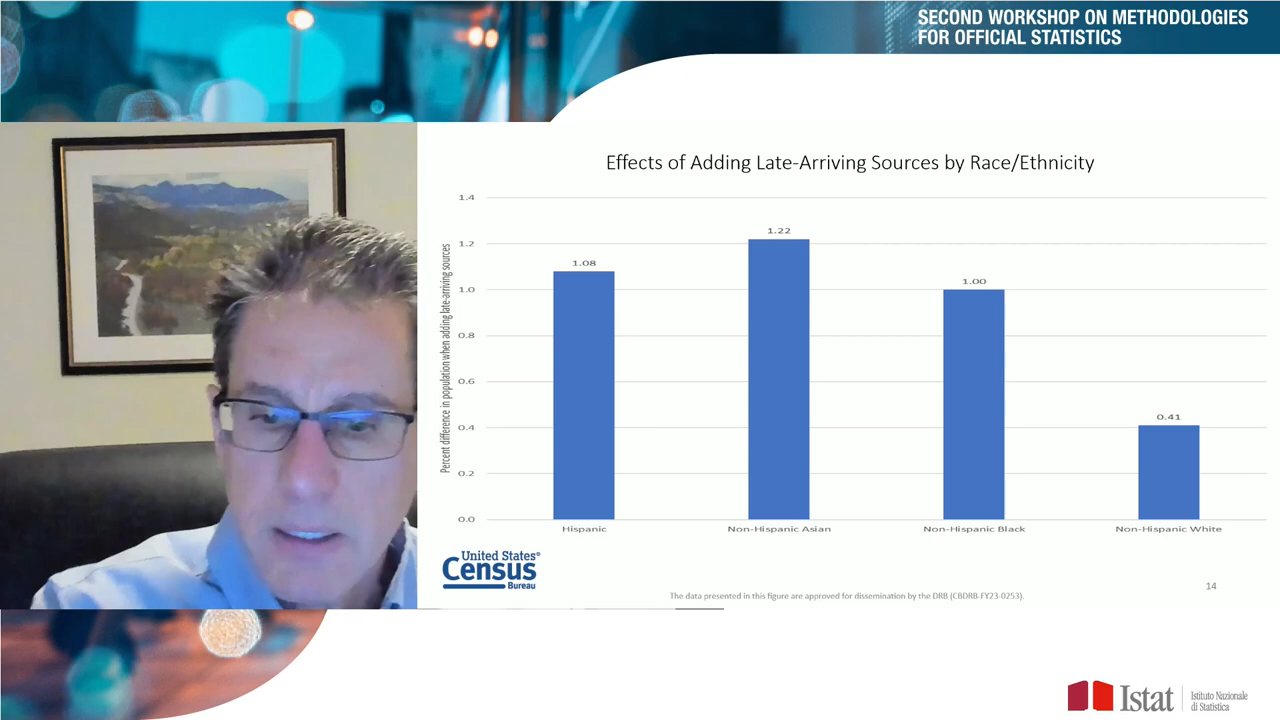 SECOND WORKSHOP ON METHODOLOGIES
FOR OFFICIAL STATISTICS
Effects of Adding Late-Arriving Sources by Race/Ethnicity
Percent difference in population when adding late-arriving sources
1.4
1.2
1.0
0.8
0.6
0.4
0.2
0.0
1.08
1.22
1.00
0.41
Hispanic
Non-Hispanic Asian
Non-Hispanic Black
Non-Hispanic White
United States®
Census
Bureau
The data presented in this figure are approved for dissemination by the DRB (CBDRB-FY23-0253).
14
Istat
Istituto Nazionale
di Statistica